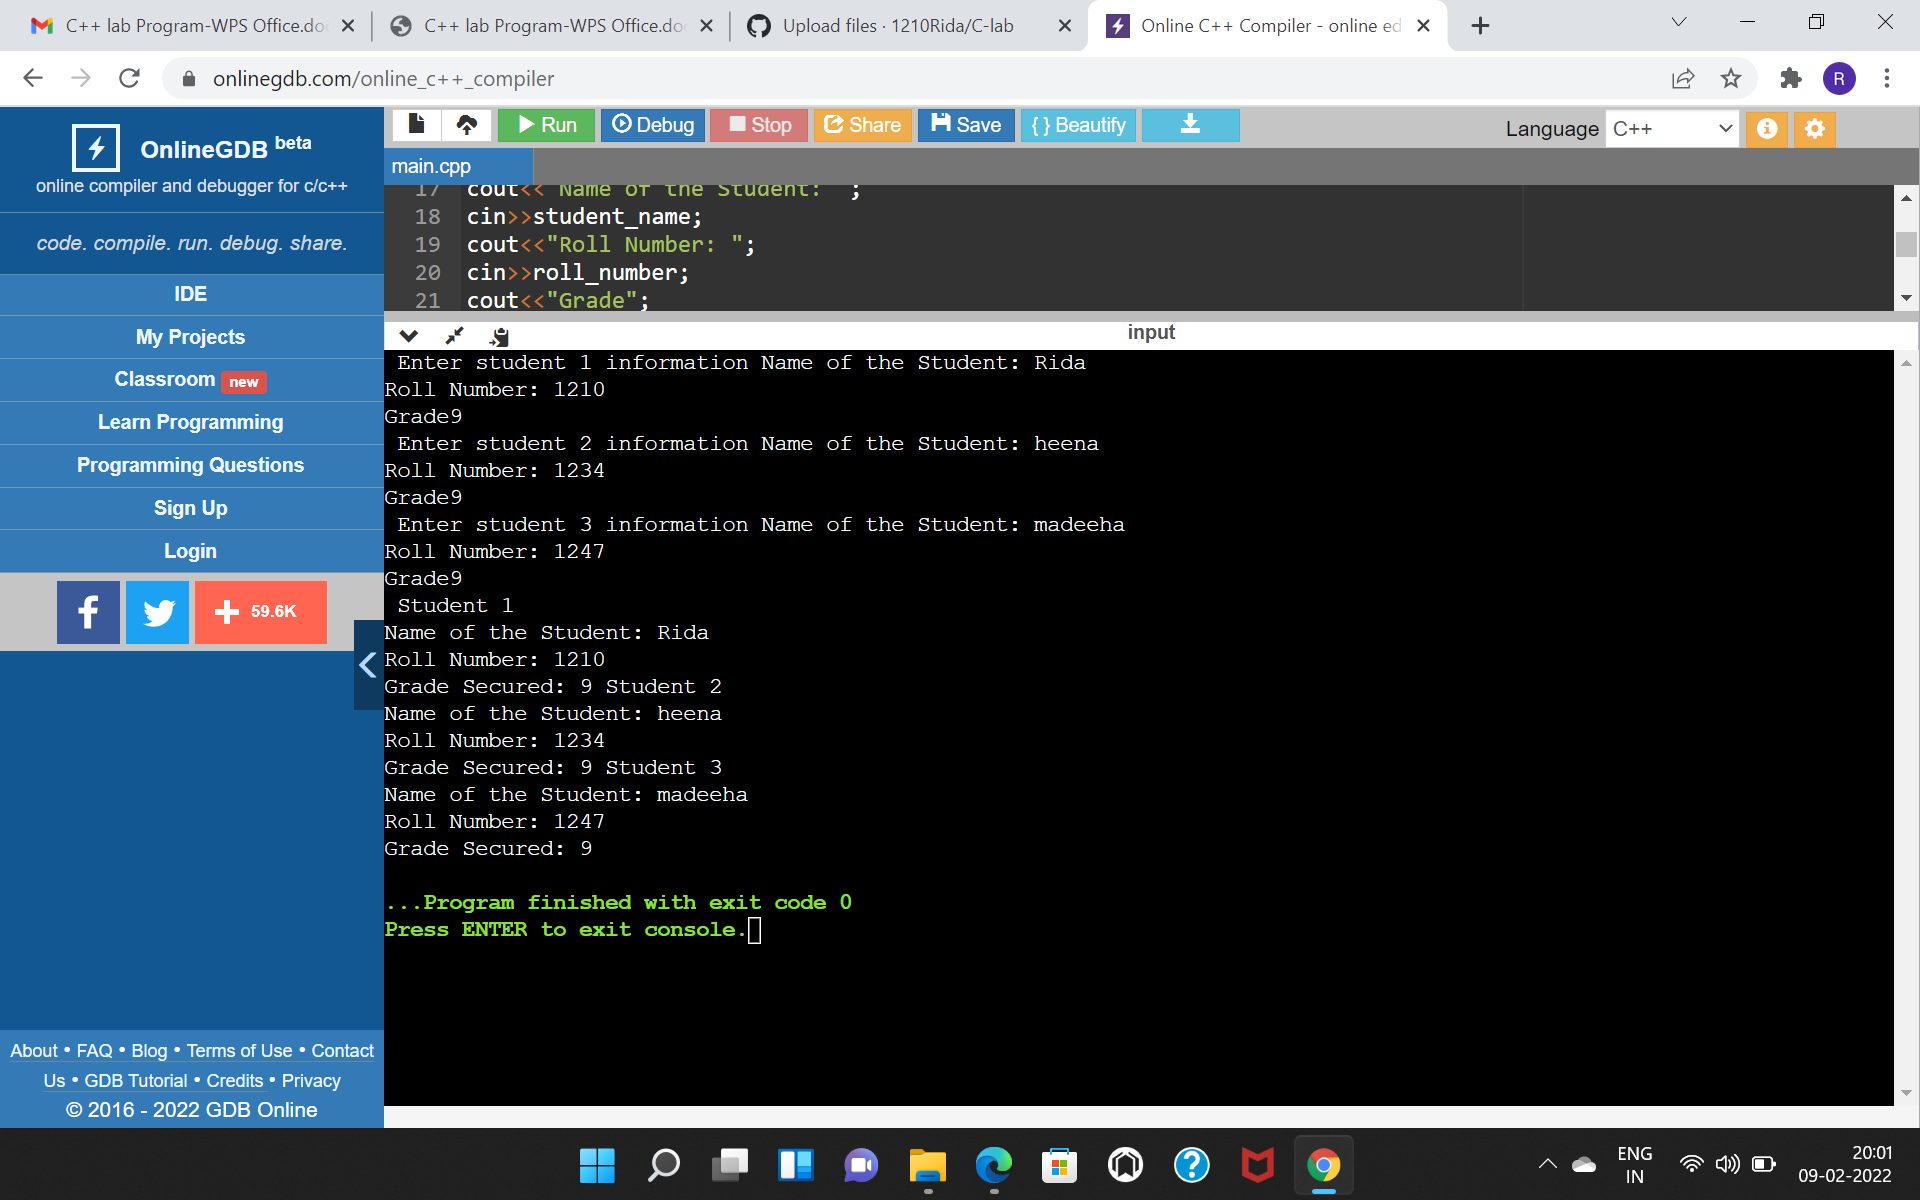 C++ lab Program-WPS Office.do
C++ lab Program-WPS Office.do
Upload files · 1210Rida/C-lab
Online C++ Compiler - online ed
onlinegdb.com/online_c++_compiler
R
OnlineGDB beta
online compiler and debugger for c/c++
code. compile. run. debug. share.
IDE
My Projects
Classroom new
Learn Programming
Programming Questions
Sign Up
Login
59.6K
About • FAQ • Blog • Terms of Use • Contact
Us • GDB Tutorial • Credits • Privacy
© 2016 - 2022 GDB Online
Run
Debug
Stop
Share
Save
{ } Beautify
Language C++
main.cpp
17 cout<<"Name of the Student: ";
18 cin>>student_name;
19 cout<<"Roll Number: ";
20 cin>>roll_number;
21 cout<<"Grade";
input
Enter student 1 information Name of the Student: Rida
Roll Number: 1210
Grade9
Enter student 2 information Name of the Student: heena
Roll Number: 1234
Grade9
Enter student 3 information Name of the Student: madeeha
Roll Number: 1247
Grade9
Student 1
Name of the Student: Rida
Roll Number: 1210
Grade Secured: 9 Student 2
Name of the Student: heena
Roll Number: 1234
Grade Secured: 9 Student 3
Name of the Student: madeeha
Roll Number: 1247
Grade Secured: 9
...Program finished with exit code 0
Press ENTER to exit console.
ENG
IN
20:01
09-02-2022